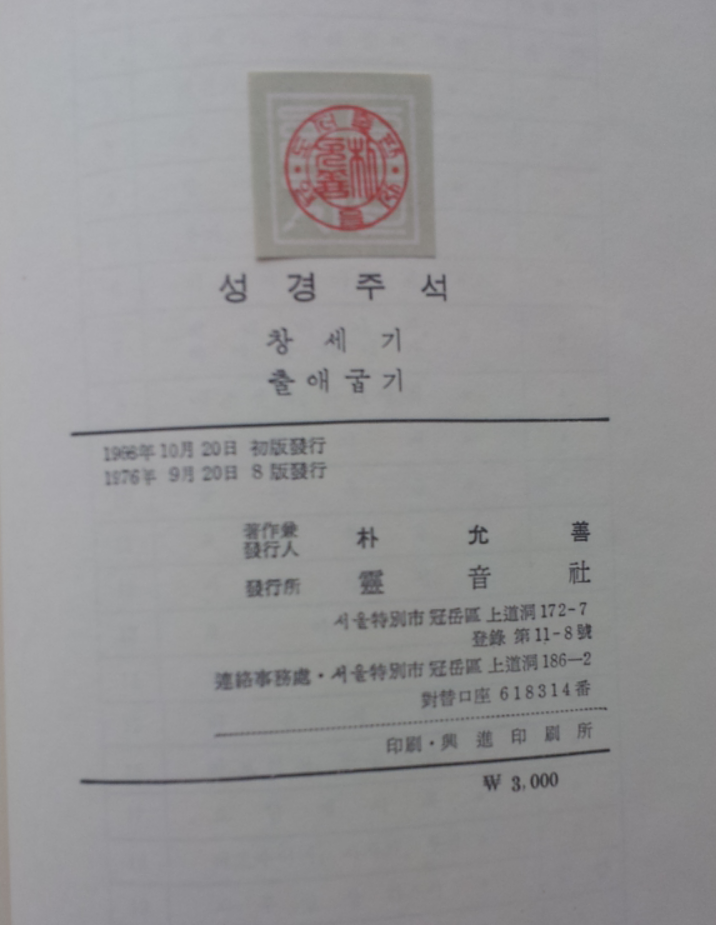 朴允善
성경주석
창세기
출애굽기
1966年 10月 20日 初版發行
1976年 9月 20日 8版發行
著作兼
發行人 朴允善
發行所 靈音社
서울特別市 冠岳區 上道洞 172-7
登錄 第11-8號
連絡事務處·서울特別市 冠岳區 上道洞 186—2
對替口座 618314番
印刷·興進印刷所
₩ 3,000